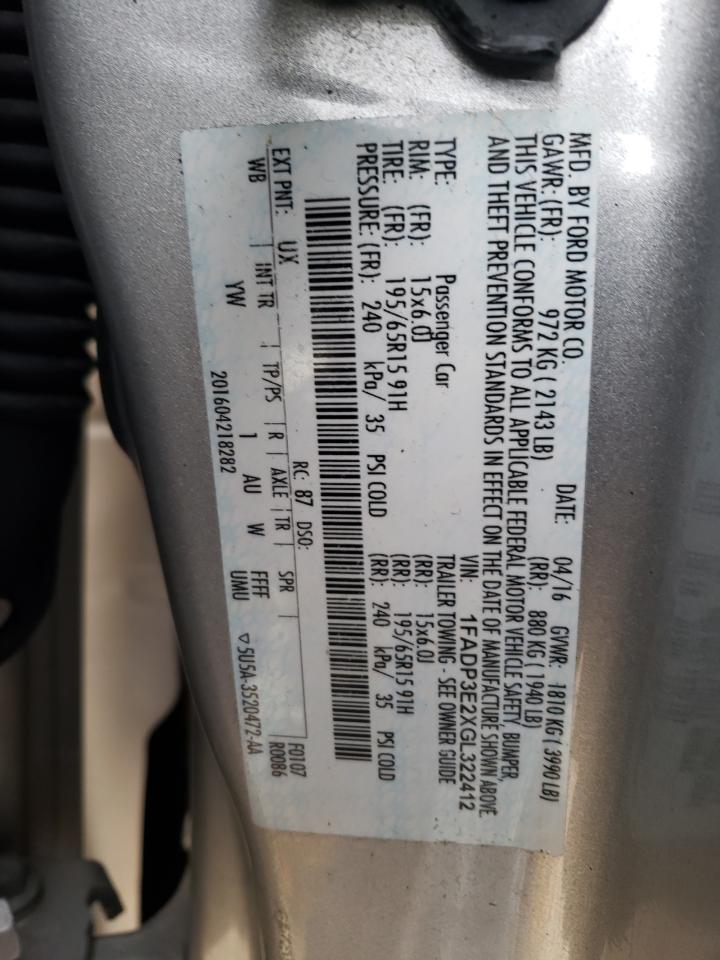 MFD. BY FORD MOTOR CO.
DATE: 04/16 GVWR: 1810 KG / 3990 LB)
GAWR: (FR): 972 KG ( 2143 LB) (RR): 880 KG ( 1940 LB)
THIS VEHICLE CONFORMS TO ALL APPLICABLE FEDERAL MOTOR VEHICLE SAFETY, BUMPER,
AND THEFT PREVENTION STANDARDS IN EFFECT ON THE DATE OF MANUFACTURE SHOWN ABOVE
VIN: 1FADP3E2XGL322412
TYPE: Passenger Car TRAILER TOWING - SEE OWNER GUIDE
RIM: (FR): 15x6.0J (RR): 15x6.0J
TIRE: (FR): 195/65R15 91H (RR): 195/65R15 91H
PRESSURE: (FR): 240 kPa/ 35 PSI COLD (RR): 240 kPa/ 35 PSI COLD
EXT PNT: UX RC: 87 DSO: F0107
WB | INT TR | TP/PS | R | AXLE | TR | SPR R0086
YW 1 AU W FFFF
201604218282 UMU ▽5U5A-3520472-AA